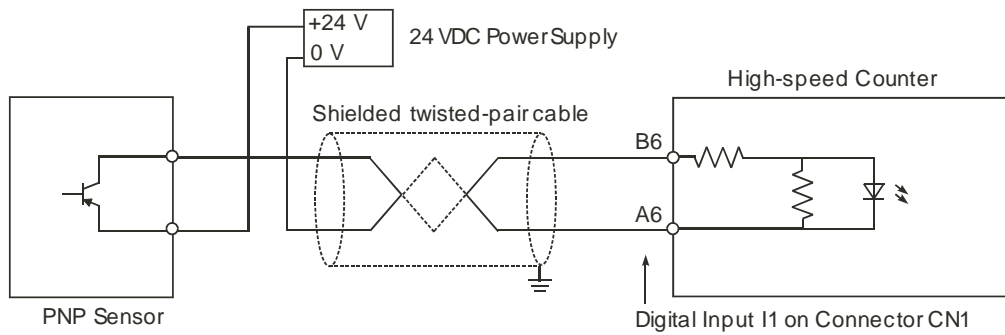 +24 V
0 V
24 VDC Power Supply
High-speed Counter
Shielded twisted-pair cable
B6
A6
PNP Sensor
Digital Input I1 on Connector CN1